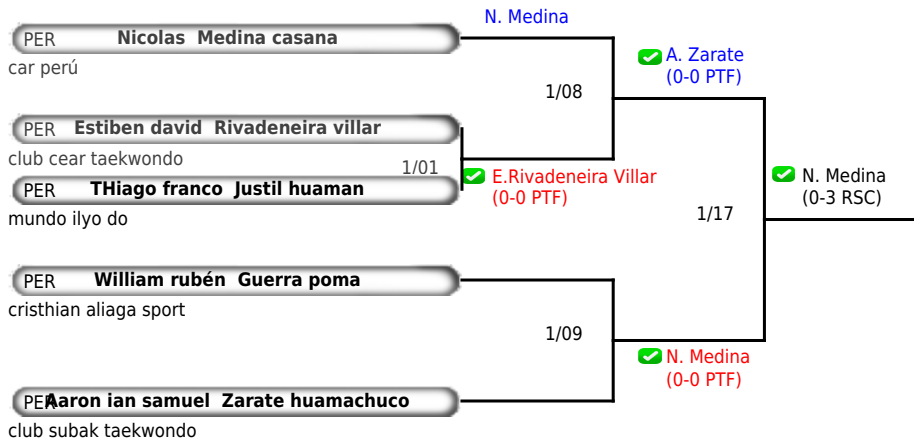 N. Medina
PER Nicolas Medina casana
car perú
A. Zarate
(0-0 PTF)
1/08
PER Estiben david Rivadeneira villar
club cear taekwondo
1/01
PER THiago franco Justil huaman
mundo ilyo do
E.Rivadeneira Villar
(0-0 PTF)
N. Medina
(0-3 RSC)
1/17
PER William rubén Guerra poma
cristhian aliaga sport
1/09
N. Medina
(0-0 PTF)
PER Aaron ian samuel Zarate huamachuco
club subak taekwondo